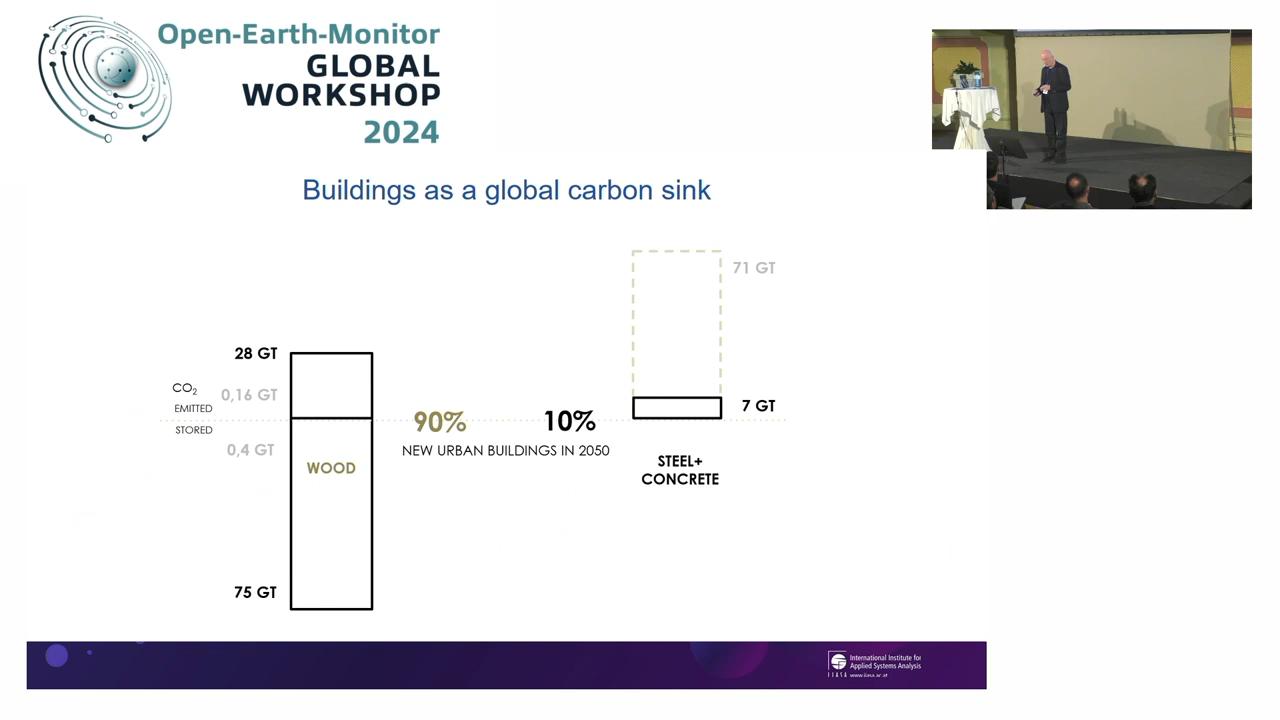 Open-Earth-Monitor
GLOBAL
WORKSHOP
2024
Buildings as a global carbon sink
71 GT
28 GT
CO₂
0,16 GT
EMITTED
7 GT
90%
10%
STORED
0,4 GT
NEW URBAN BUILDINGS IN 2050
WOOD
STEEL+
CONCRETE
75 GT
International Institute for
Applied Systems Analysis
IIASA www.iiasa.ac.at